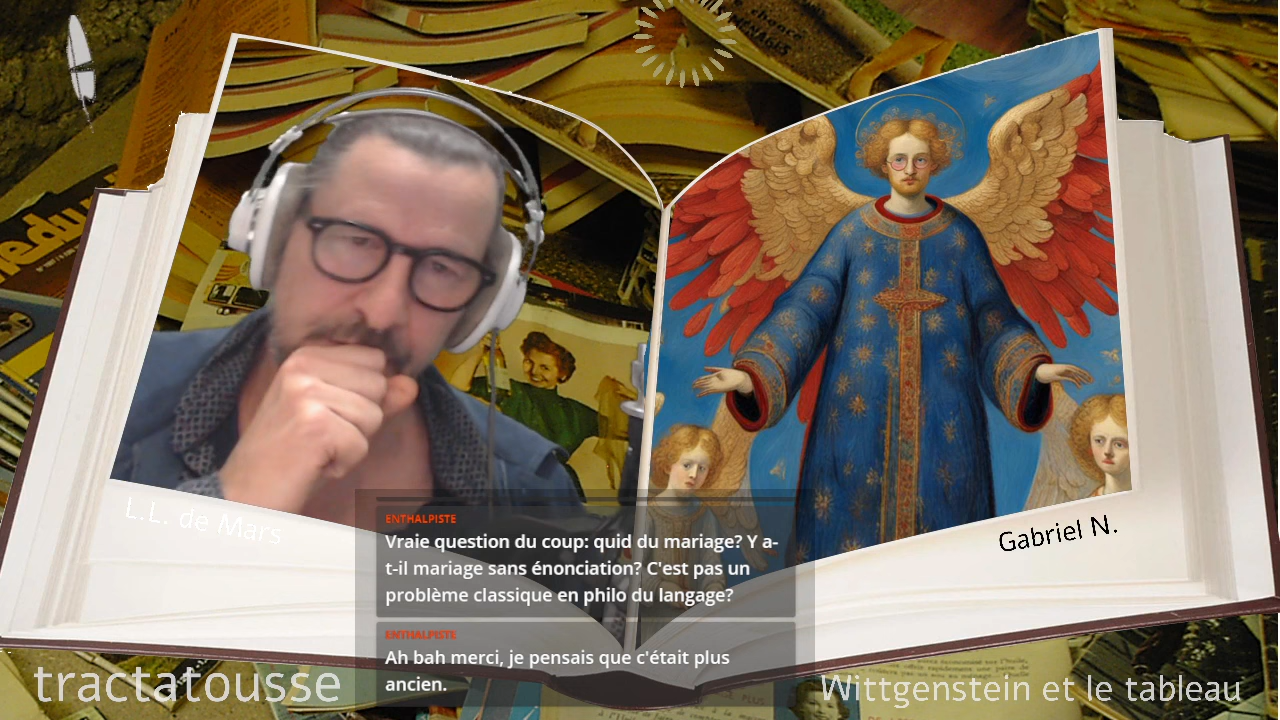 L.L. de Mars
Gabriel N.
ENTHALPISTE
Vraie question du coup: quid du mariage? Y a-
t-il mariage sans énonciation? C'est pas un
problème classique en philo du langage?
ENTHALPISTE
Ah bah merci, je pensais que c'était plus
ancien.
tractatousse
Wittgenstein et le tableau